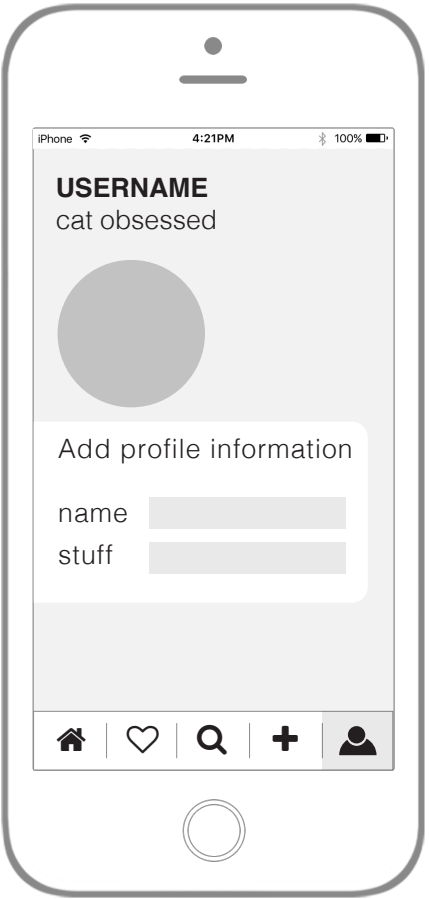 iPhone 4:21PM 100%
USERNAME
cat obsessed
Add profile information
name
stuff